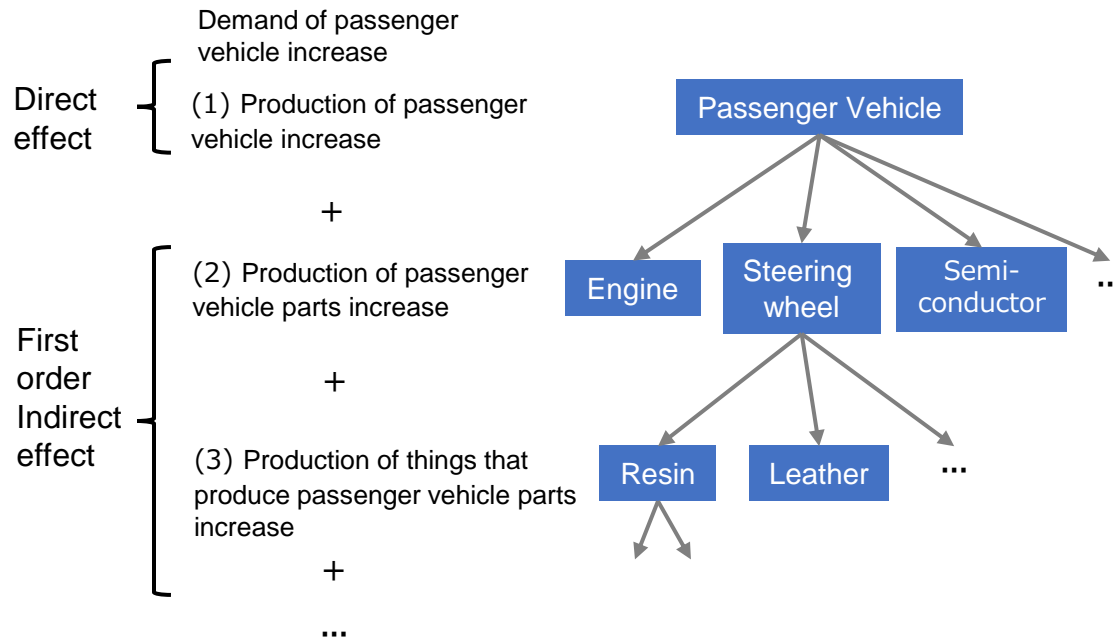 Demand of passenger
vehicle increase
Direct
effect
(1) Production of passenger
vehicle increase
Passenger Vehicle
+
(2) Production of passenger
vehicle parts increase
Engine
Steering
wheel
Semi-
conductor
..
First
order
Indirect
effect
+
(3) Production of things that
produce passenger vehicle parts
increase
Resin
Leather
...
+
...